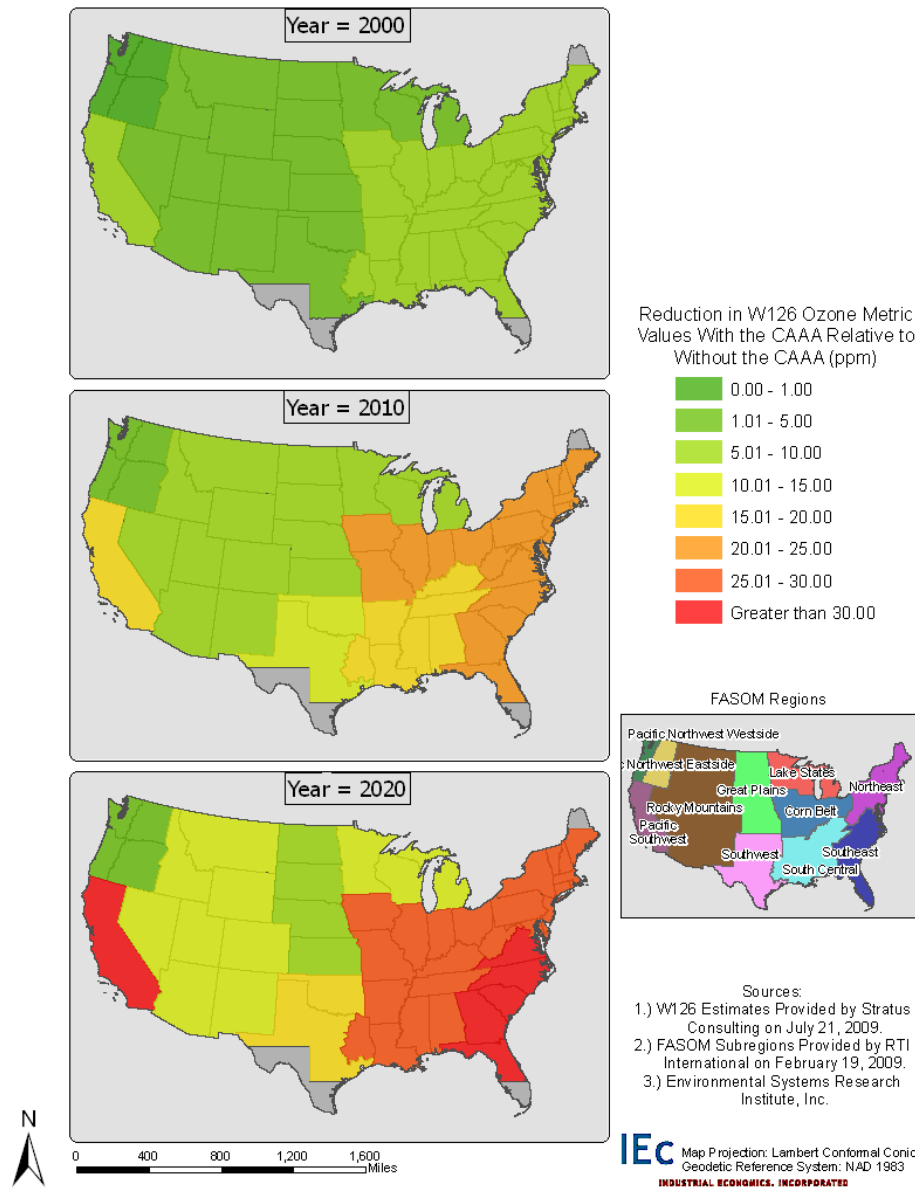 Year = 2000
Year = 2010
Year = 2020
Reduction in W126 Ozone Metric
Values With the CAAA Relative to
Without the CAAA (ppm)
0.00 - 1.00
1.01 - 5.00
5.01 - 10.00
10.01 - 15.00
15.01 - 20.00
20.01 - 25.00
25.01 - 30.00
Greater than 30.00
FASOM Regions
Pacific Northwest Westside
c Northwest Eastside
Lake States
Northeast
Great Plains
Rocky Mountains
Corn Belt
Pacific
Southwest
Southwest
Southeast
South Central
Sources:
1.) W126 Estimates Provided by Stratus
Consulting on July 21, 2009.
2.) FASOM Subregions Provided by RTI
International on February 19, 2009.
3.) Environmental Systems Research
Institute, Inc.
N
0 400 800 1,200 1,600
Miles
IEc
Map Projection: Lambert Conformal Conic
Geodetic Reference System: NAD 1983
INDUSTRIAL ECONOMICS, INCORPORATED